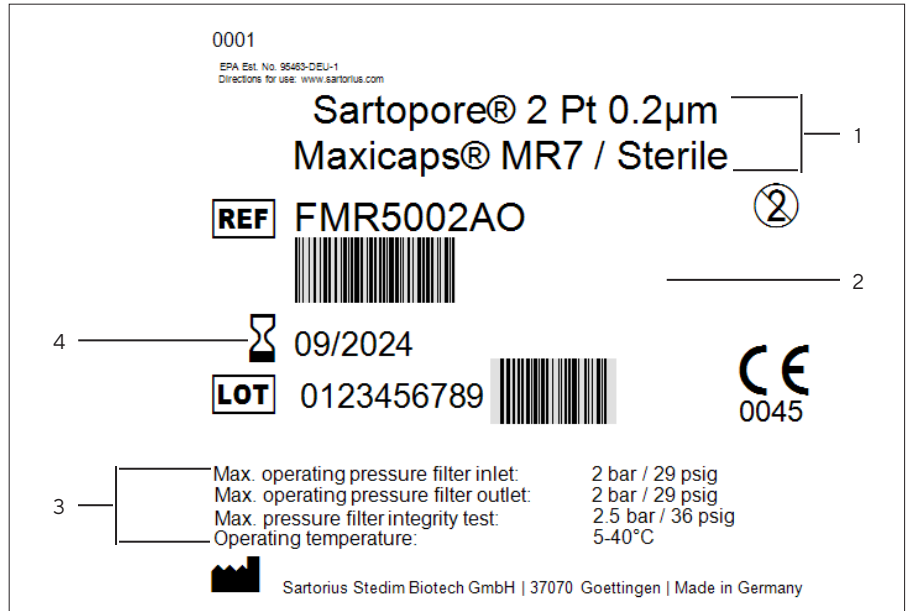 0001
EPA Est. No. 95463-DEU-1
Directions for use: www.sartorius.com
Sartopore® 2 Pt 0.2µm
Maxicaps® MR7 / Sterile
1
REF FMR5002AO
2
2
4
09/2024
LOT 0123456789
CE
0045
3
Max. operating pressure filter inlet: 2 bar / 29 psig
Max. operating pressure filter outlet: 2 bar / 29 psig
Max. pressure filter integrity test: 2.5 bar / 36 psig
Operating temperature: 5-40°C
Sartorius Stedim Biotech GmbH | 37070 Goettingen | Made in Germany